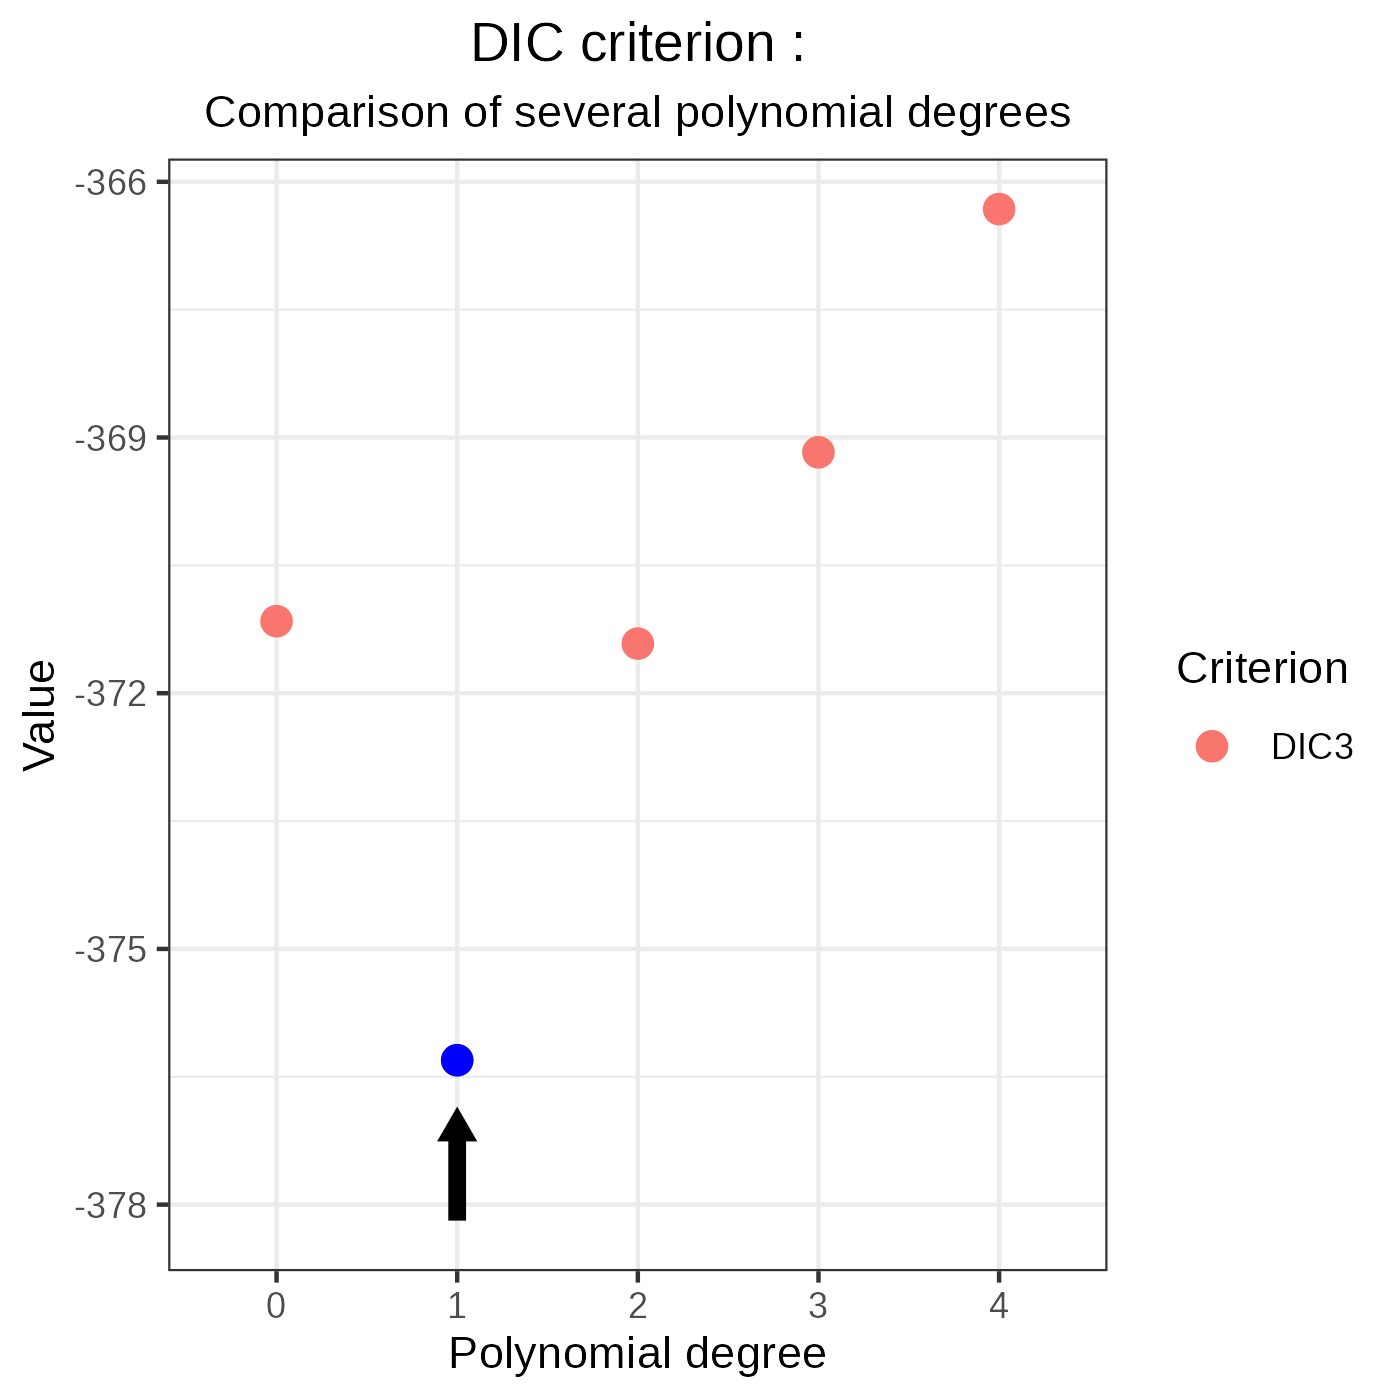 DIC criterion :
Comparison of several polynomial degrees
-366
-369
-372
-375
-378
Value
0 1 2 3 4
Polynomial degree
Criterion
DIC3